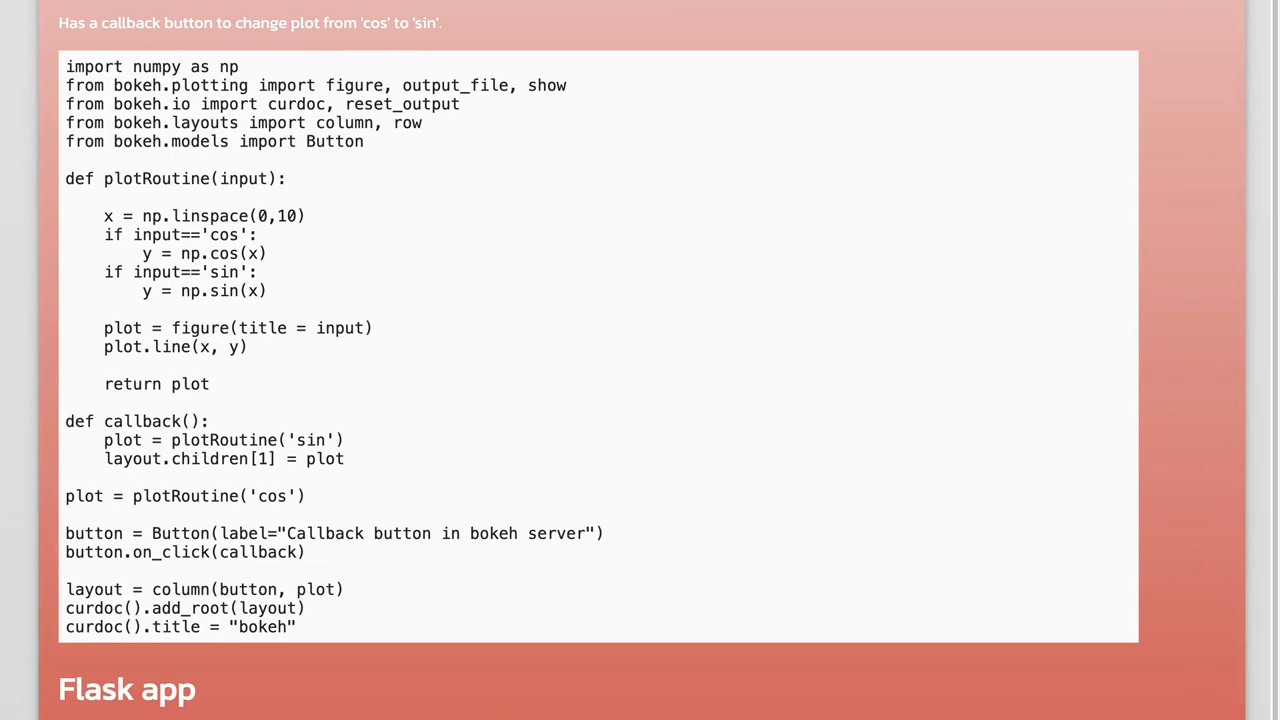 Has a callback button to change plot from 'cos' to 'sin'.
import numpy as np
from bokeh.plotting import figure, output_file, show
from bokeh.io import curdoc, reset_output
from bokeh.layouts import column, row
from bokeh.models import Button
def plotRoutine(input):
    x = np.linspace(0,10)
    if input=='cos':
        y = np.cos(x)
    if input=='sin':
        y = np.sin(x)
    plot = figure(title = input)
    plot.line(x, y)
    return plot
def callback():
    plot = plotRoutine('sin')
    layout.children[1] = plot
plot = plotRoutine('cos')
button = Button(label="Callback button in bokeh server")
button.on_click(callback)
layout = column(button, plot)
curdoc().add_root(layout)
curdoc().title = "bokeh"
Flask app